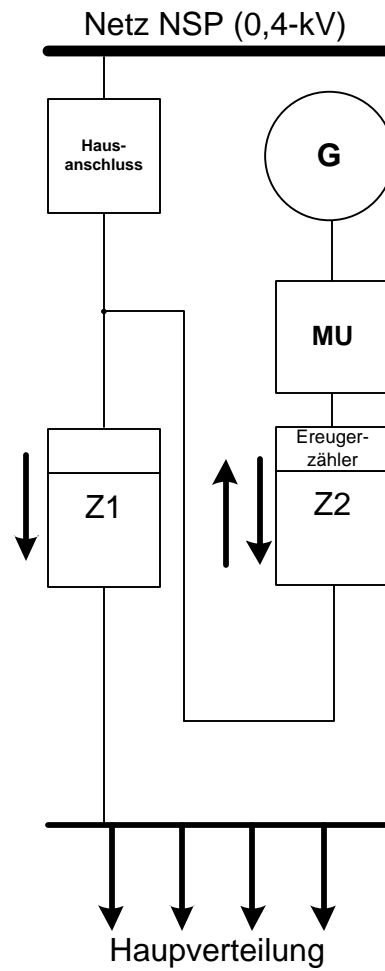 Netz NSP (0,4-kV)
Haus-
anschluss
G
MU
Ereuger-
zähler
Z1
Z2
Haupverteilung